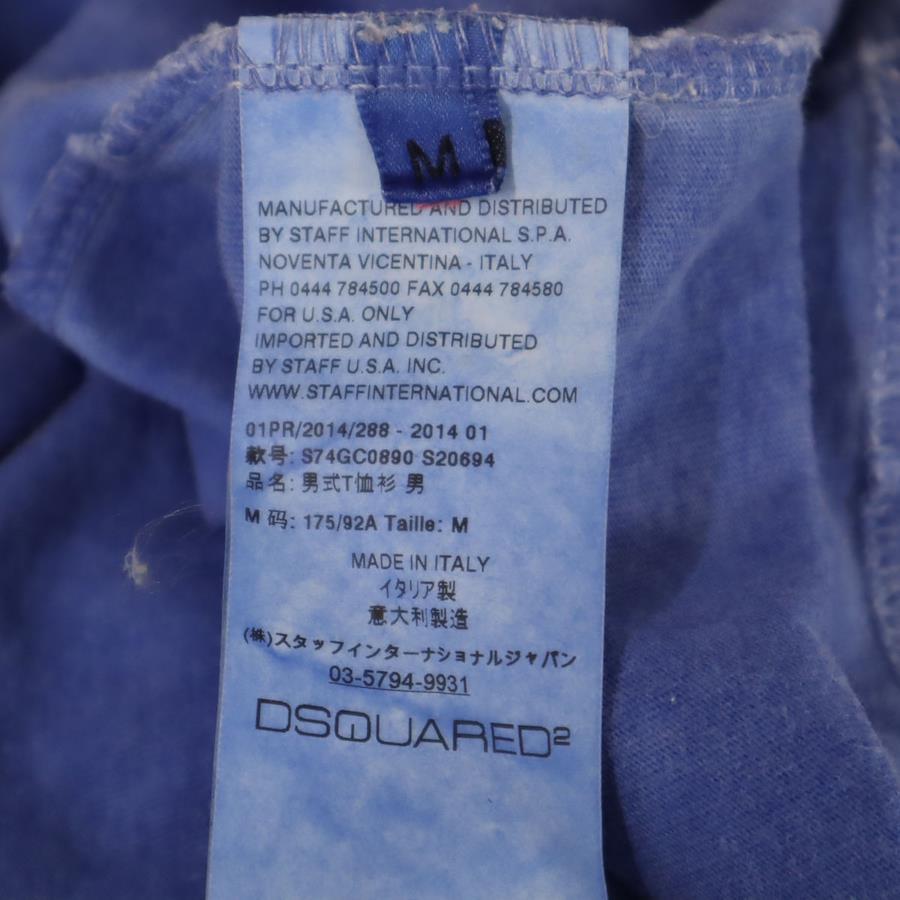 M
MANUFACTURED AND DISTRIBUTED
BY STAFF INTERNATIONAL S.P.A.
NOVENTA VICENTINA - ITALY
PH 0444 784500 FAX 0444 784580
FOR U.S.A. ONLY
IMPORTED AND DISTRIBUTED
BY STAFF U.S.A. INC.
WWW.STAFFINTERNATIONAL.COM
01PR/2014/288 - 2014 01
款号: S74GC0890 S20694
品名: 男式T恤衫 男
M 码: 175/92A Taille: M
MADE IN ITALY
イタリア製
意大利製造
(株)スタッフインターナショナルジャパン
03-5794-9931
DSQUARED2